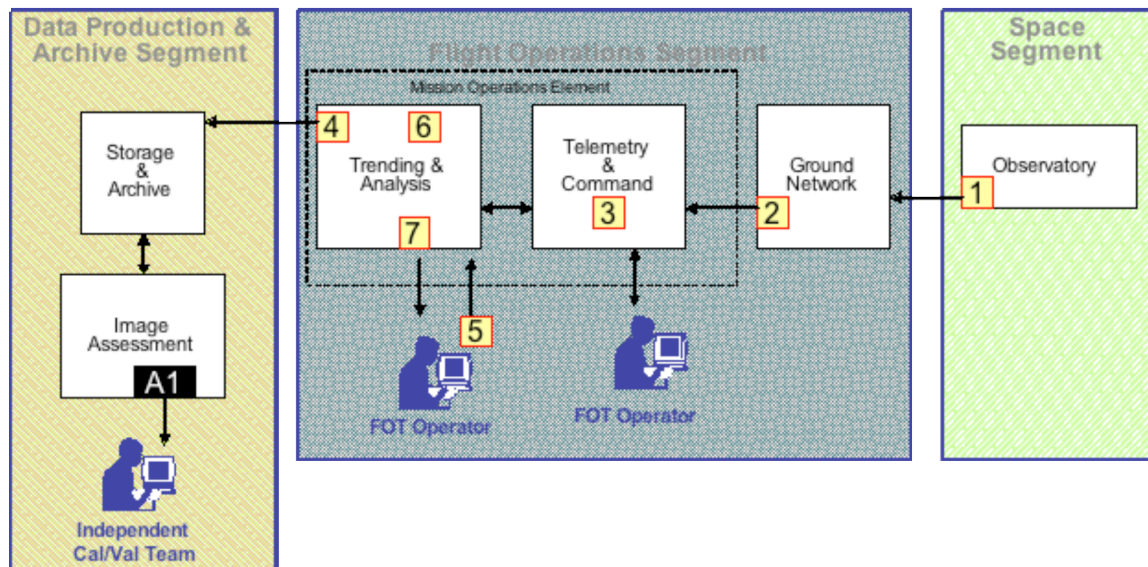 Data Production &
Archive Segment
Storage
&
Archive
Image
Assessment
A1
Independent
Cal/Val Team
Flight Operations Segment
Mission Operations Element
4
6
Trending &
Analysis
7
Telemetry
&
Command
3
Ground
Network
2
5
FOT Operator
FOT Operator
Space
Segment
Observatory
1